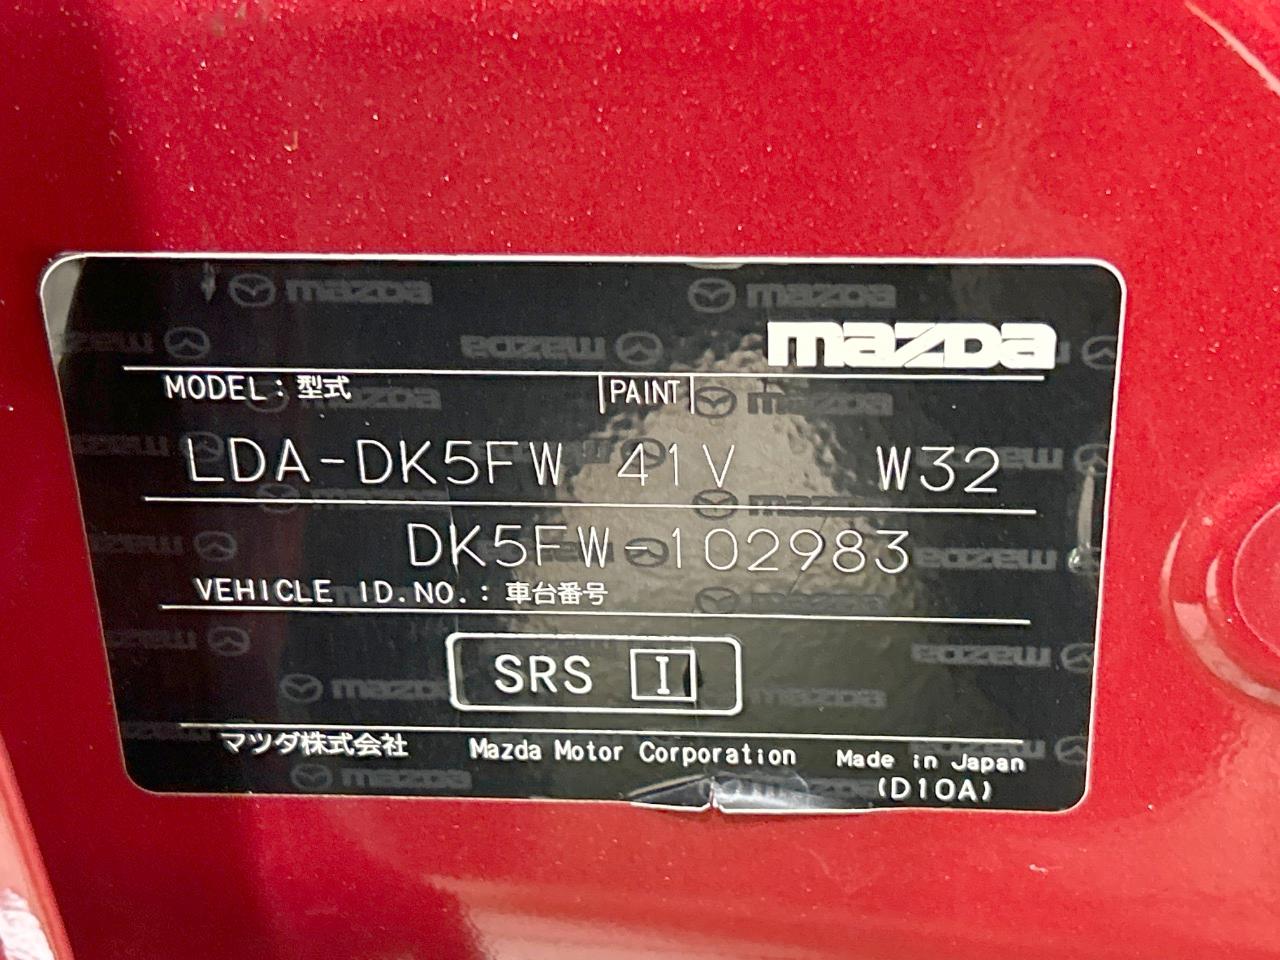 mazda
MODEL: 型式 PAINT
LDA-DK5FW 41V W32
DK5FW-102983
VEHICLE ID.NO.: 車台番号
SRS I
マツダ株式会社 Mazda Motor Corporation Made in Japan
(D10A)